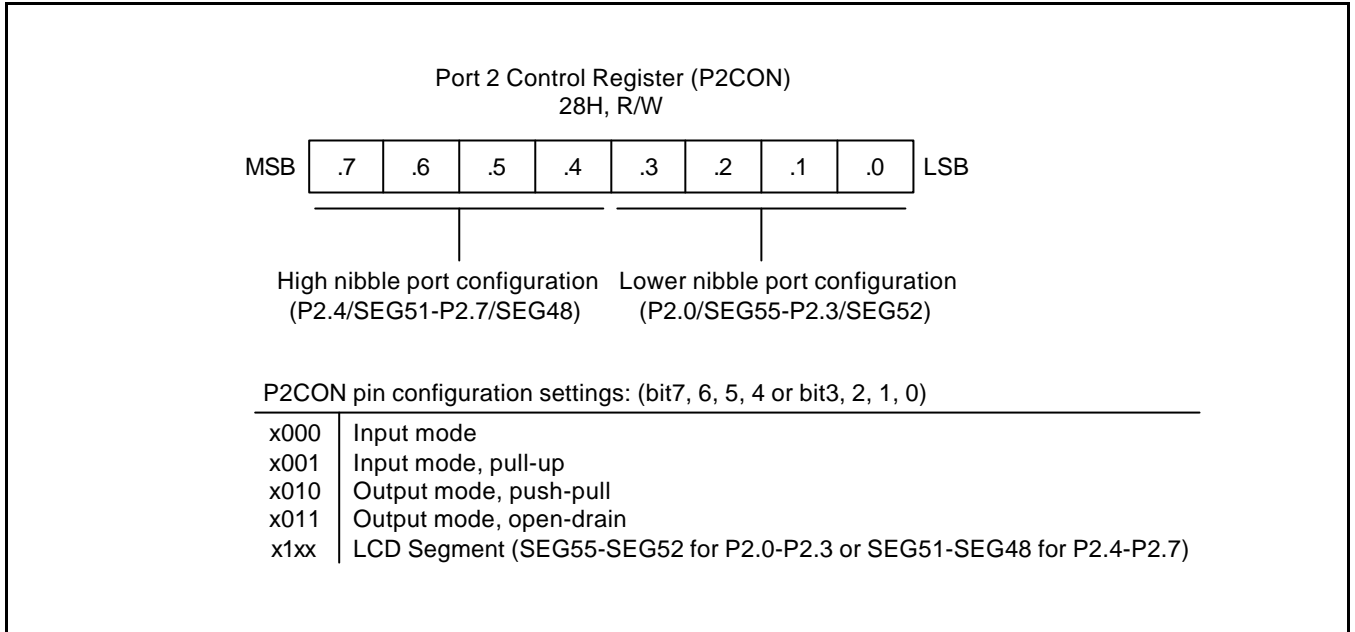 Port 2 Control Register (P2CON)
28H, R/W
MSB .7 .6 .5 .4 .3 .2 .1 .0 LSB
High nibble port configuration
(P2.4/SEG51-P2.7/SEG48)
Lower nibble port configuration
(P2.0/SEG55-P2.3/SEG52)
P2CON pin configuration settings: (bit7, 6, 5, 4 or bit3, 2, 1, 0)
x000 Input mode
x001 Input mode, pull-up
x010 Output mode, push-pull
x011 Output mode, open-drain
x1xx LCD Segment (SEG55-SEG52 for P2.0-P2.3 or SEG51-SEG48 for P2.4-P2.7)